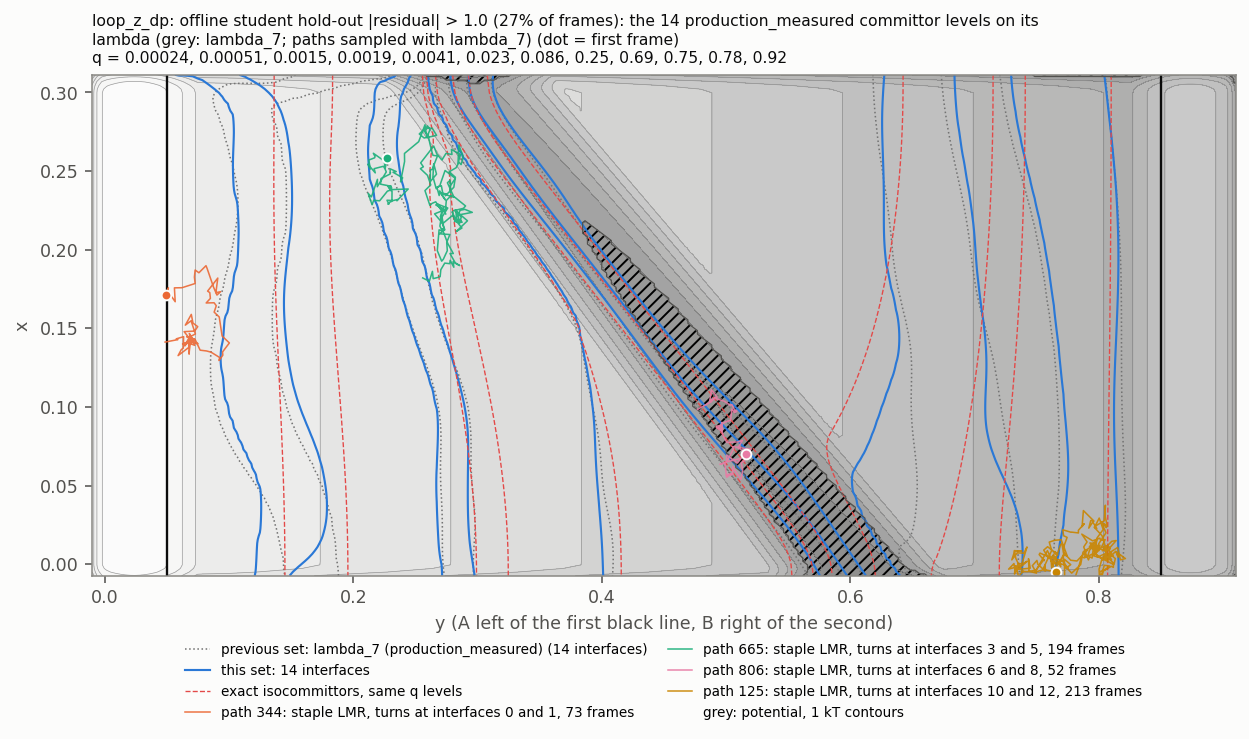 loop_z_dp: offline student hold-out |residual| > 1.0 (27% of frames): the 14 production_measured committor levels on its
lambda (grey: lambda_7; paths sampled with lambda_7) (dot = first frame)
q = 0.00024, 0.00051, 0.0015, 0.0019, 0.0041, 0.023, 0.086, 0.25, 0.69, 0.75, 0.78, 0.92
0.30
0.25
0.20
0.15
0.10
0.05
0.00
x
0.0 0.2 0.4 0.6 0.8
y (A left of the first black line, B right of the second)
previous set: lambda_7 (production_measured) (14 interfaces)
this set: 14 interfaces
exact isocommittors, same q levels
path 344: staple LMR, turns at interfaces 0 and 1, 73 frames
path 665: staple LMR, turns at interfaces 3 and 5, 194 frames
path 806: staple LMR, turns at interfaces 6 and 8, 52 frames
path 125: staple LMR, turns at interfaces 10 and 12, 213 frames
grey: potential, 1 kT contours